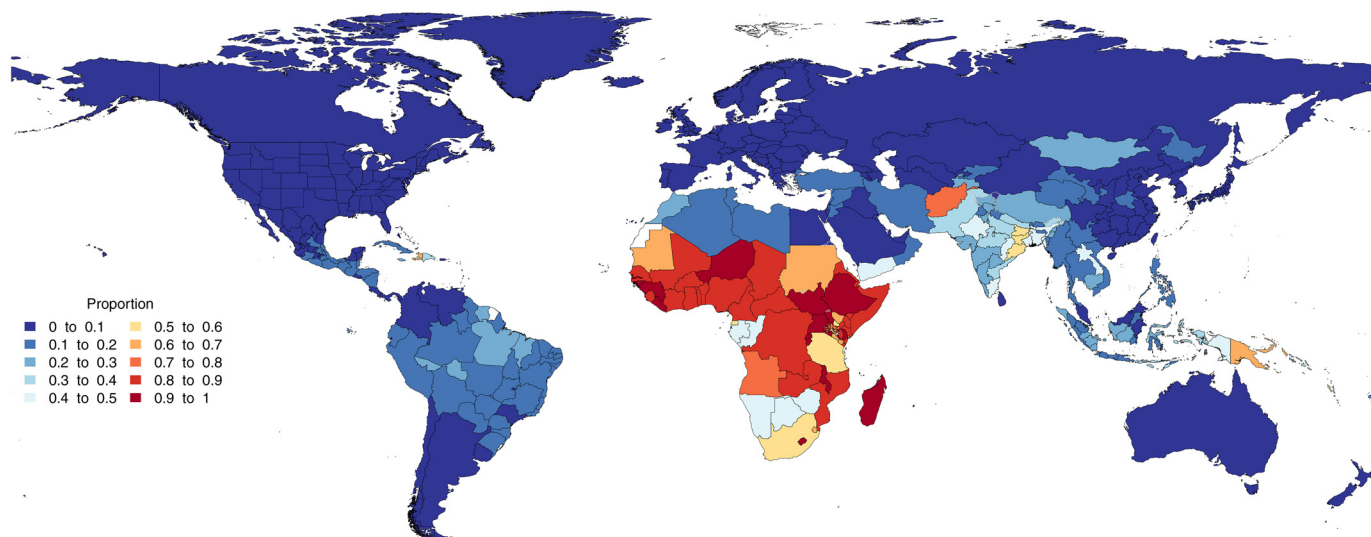 Proportion
0 to 0.1
0.1 to 0.2
0.2 to 0.3
0.3 to 0.4
0.4 to 0.5
0.5 to 0.6
0.6 to 0.7
0.7 to 0.8
0.8 to 0.9
0.9 to 1